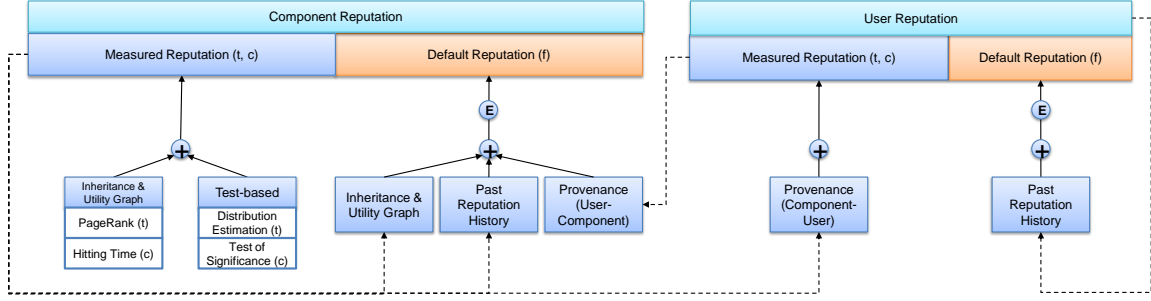 Component Reputation
User Reputation
Measured Reputation (t, c)
Default Reputation (f)
Measured Reputation (t, c)
Default Reputation (f)
E
E
+
+
+
+
Inheritance &
Utility Graph
PageRank (t)
Hitting Time (c)
Test-based
Distribution
Estimation (t)
Test of
Significance (c)
Inheritance &
Utility Graph
Past
Reputation
History
Provenance
(User-
Component)
Provenance
(Component-
User)
Past
Reputation
History